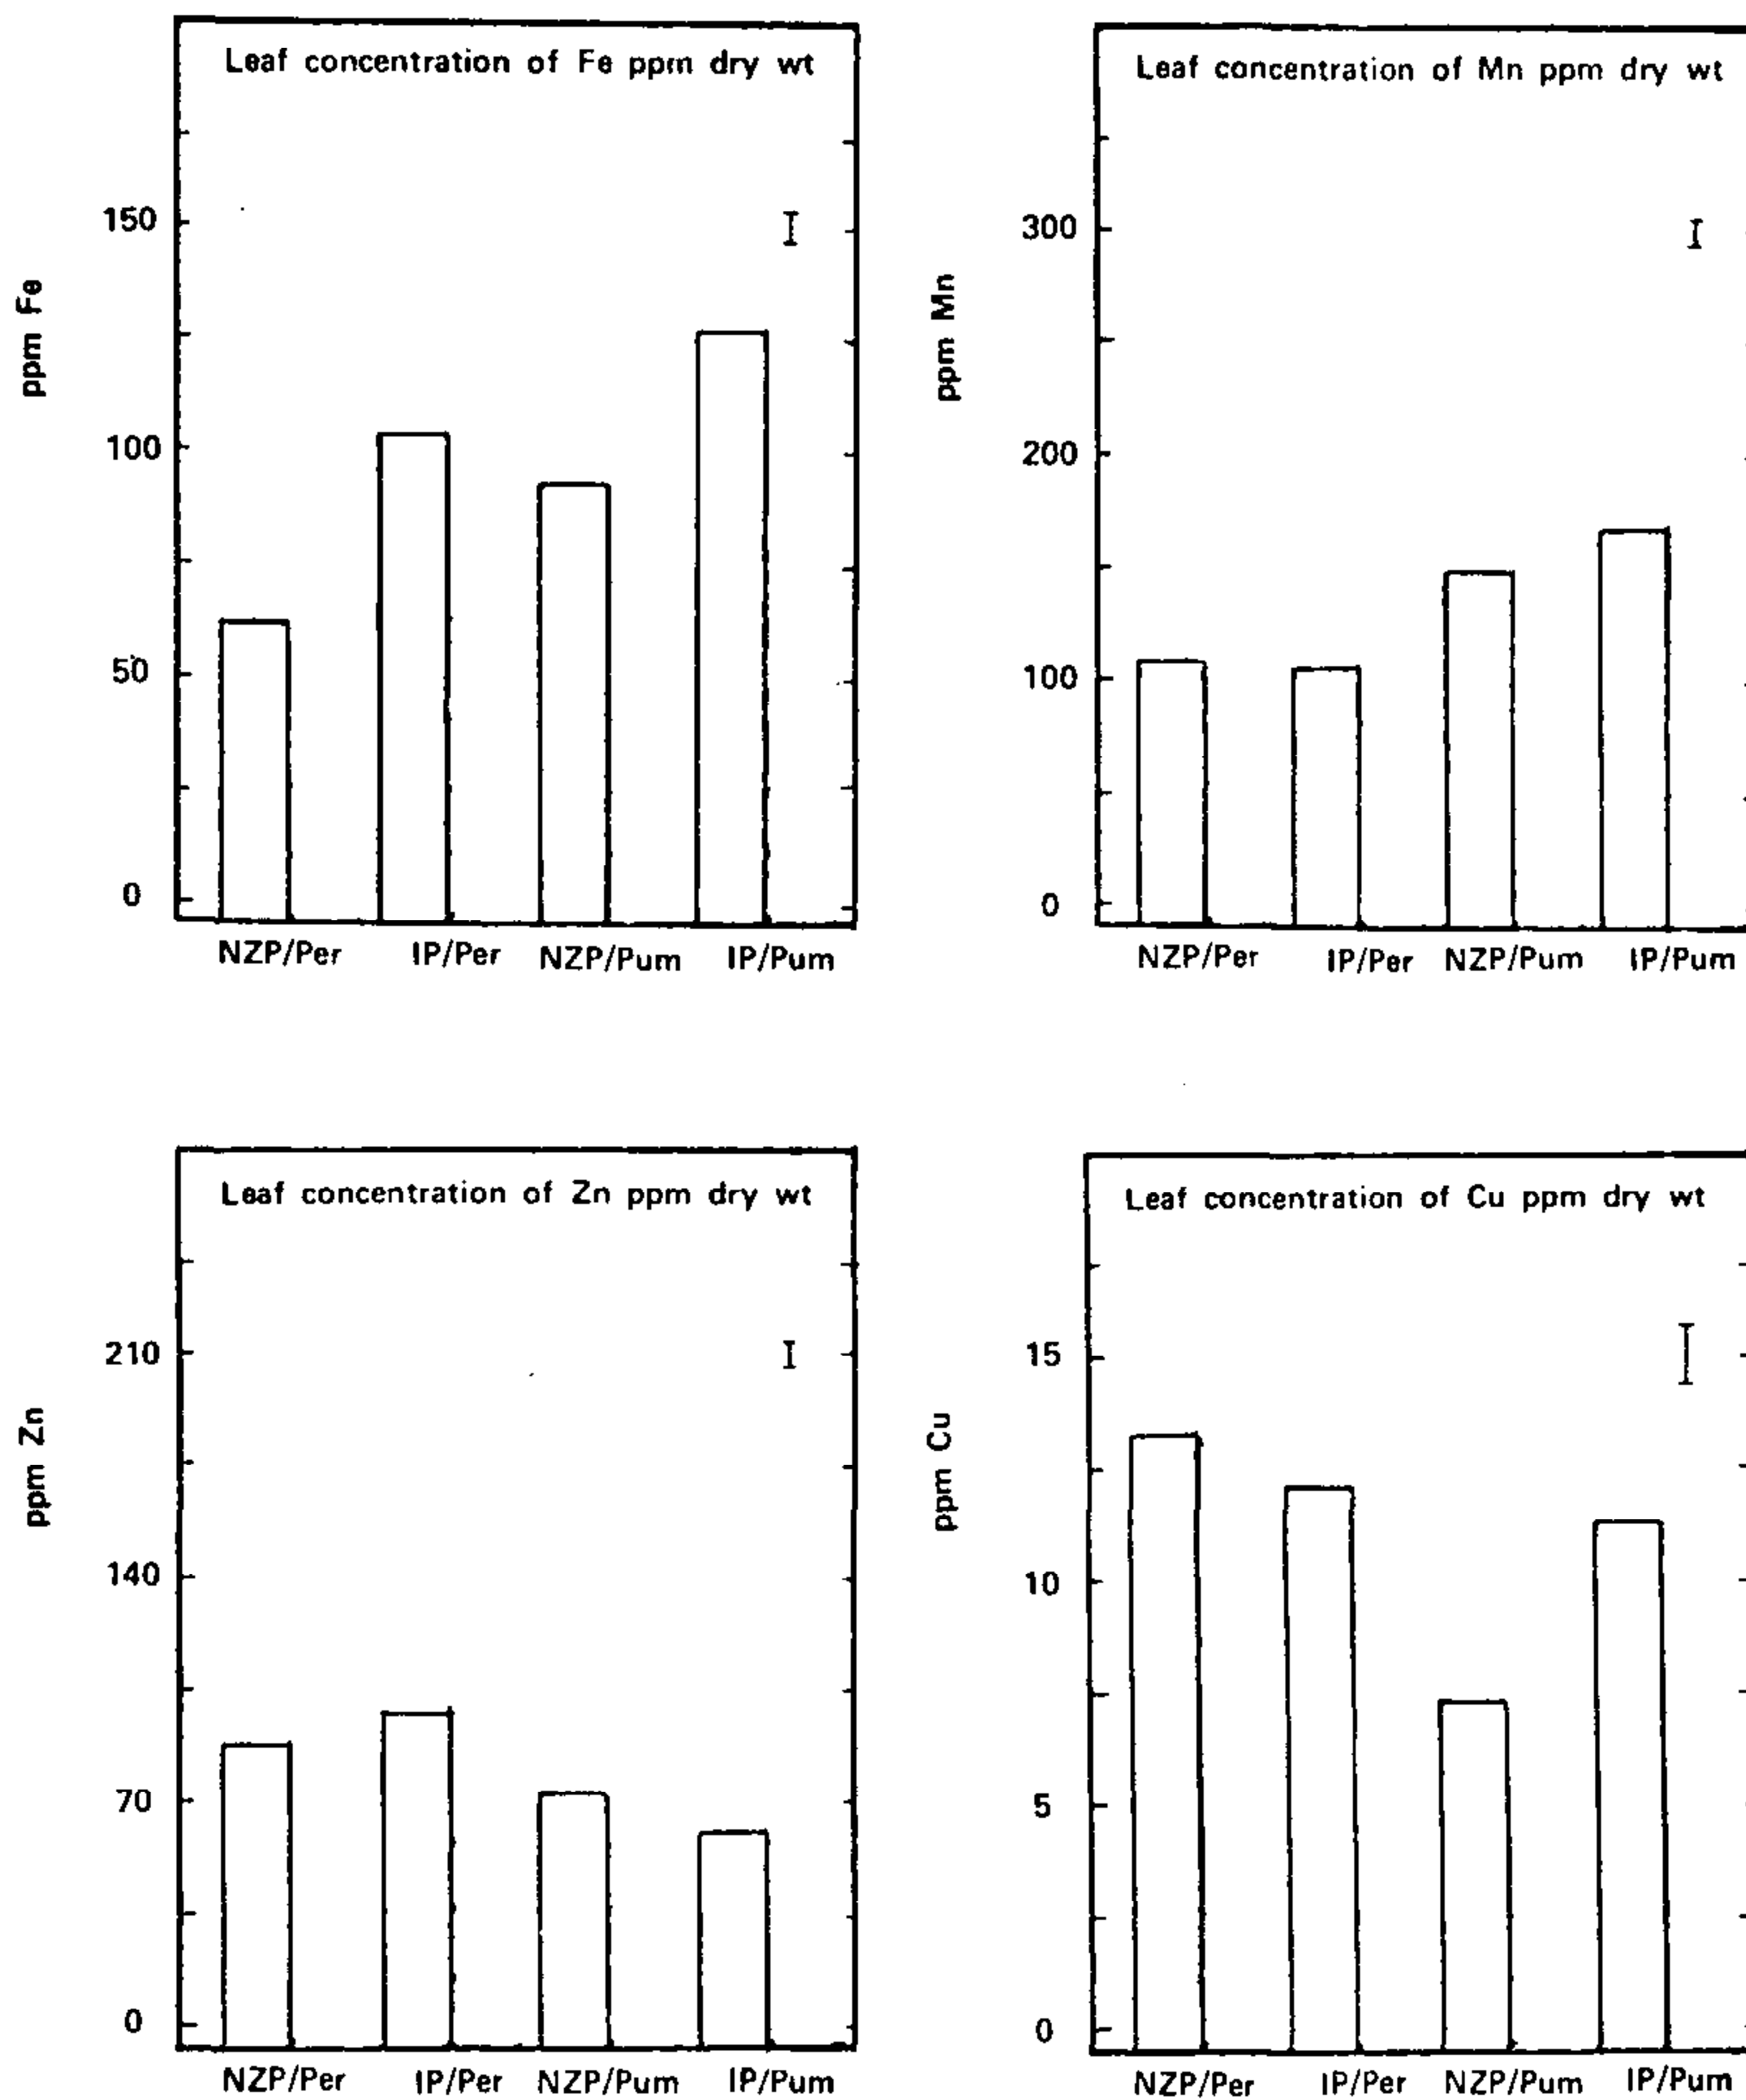 Leaf concentration of Fe ppm dry wt
ppm Fe
150
100
50
0
NZP/Per IP/Per NZP/Pum IP/Pum
Leaf concentration of Mn ppm dry wt
ppm Mn
300
200
100
0
NZP/Per IP/Per NZP/Pum IP/Pum
Leaf concentration of Zn ppm dry wt
ppm Zn
210
140
70
0
NZP/Per IP/Per NZP/Pum IP/Pum
Leaf concentration of Cu ppm dry wt
ppm Cu
15
10
5
0
NZP/Per IP/Per NZP/Pum IP/Pum